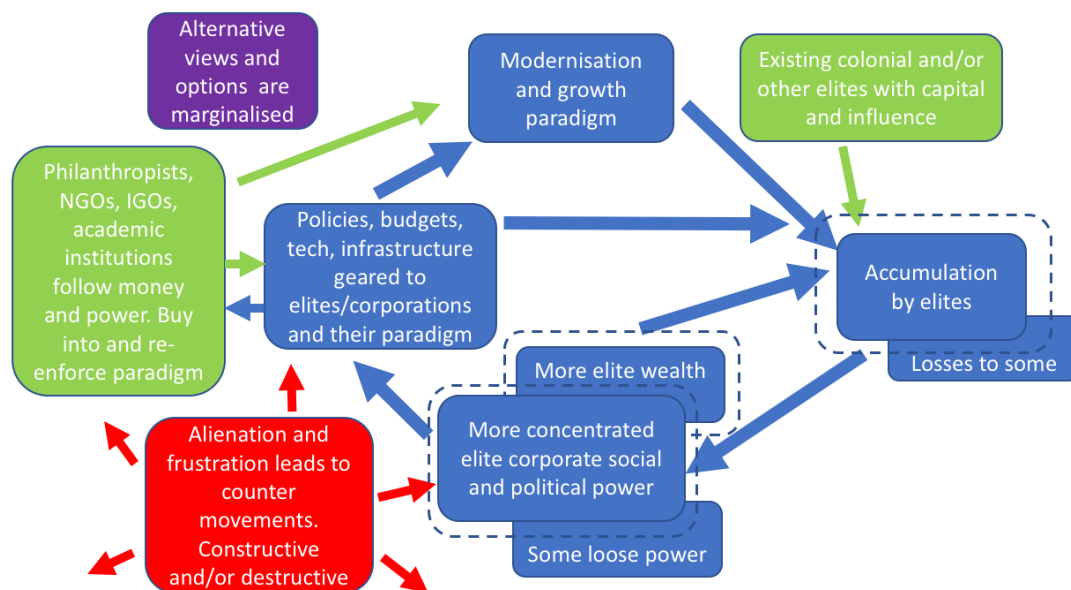 Alternative
views and
options are
marginalised
Modernisation
and growth
paradigm
Existing colonial and/or
other elites with capital
and influence
Philanthropists,
NGOs, IGOs,
academic
institutions
follow money
and power. Buy
into and re-
enforce paradigm
Policies, budgets,
tech, infrastructure
geared to
elites/corporations
and their paradigm
Accumulation
by elites
Losses to some
More elite wealth
More concentrated
elite corporate social
and political power
Some loose power
Alienation and
frustration leads to
counter
movements.
Constructive
and/or destructive